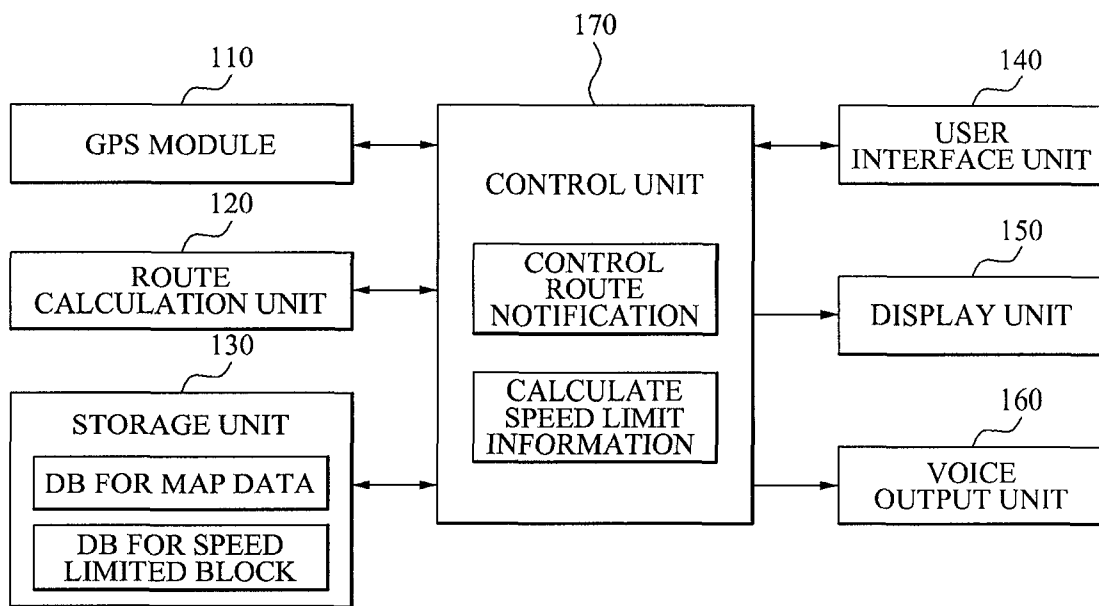 110
GPS MODULE
120
ROUTE
CALCULATION UNIT
130
STORAGE UNIT
DB FOR MAP DATA
DB FOR SPEED
LIMITED BLOCK
170
CONTROL UNIT
CONTROL
ROUTE
NOTIFICATION
CALCULATE
SPEED LIMIT
INFORMATION
140
USER
INTERFACE UNIT
150
DISPLAY UNIT
160
VOICE
OUTPUT UNIT